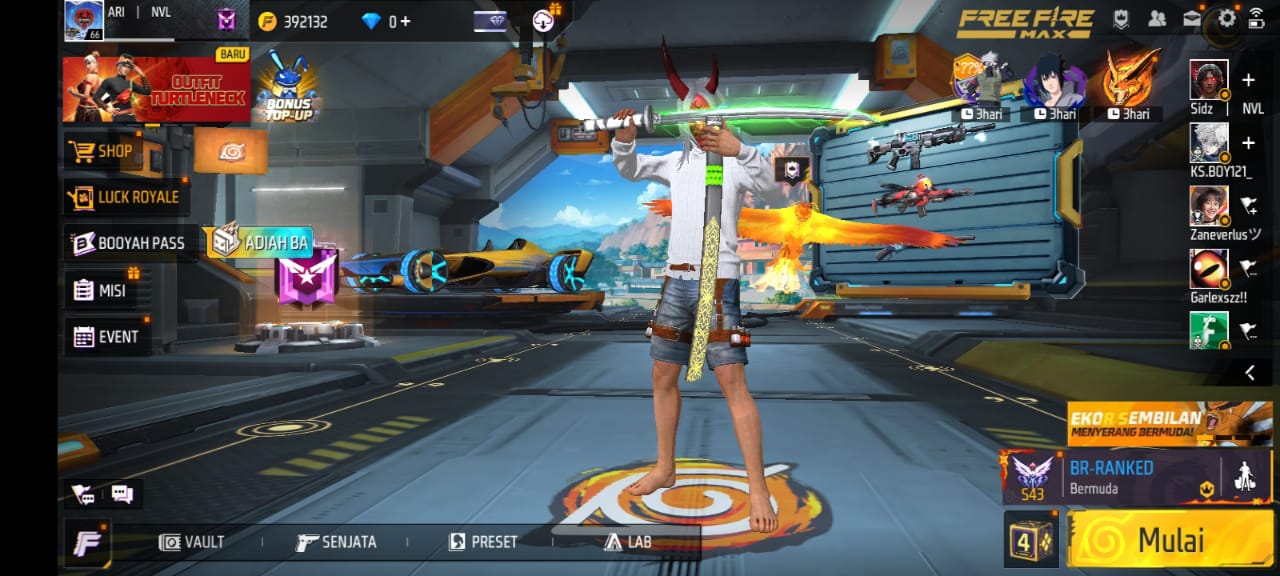 ARI | NVL
66
392132
0 +
FREE FIRE
MAX
BARU
OUTFIT
TURTLENECK
BONUS
TOP-UP
3hari
3hari
3hari
SHOP
LUCK ROYALE
BOOYAH PASS
ADIAH BA
MISI
EVENT
Sidz | NVL
KS.BOY121_
Zaneverlusツ
Garlexszz!!
EKOR SEMBILAN
MENYERANG BERMUDA!
BR-RANKED
Bermuda
S43
4
Mulai
VAULT
SENJATA
PRESET
LAB